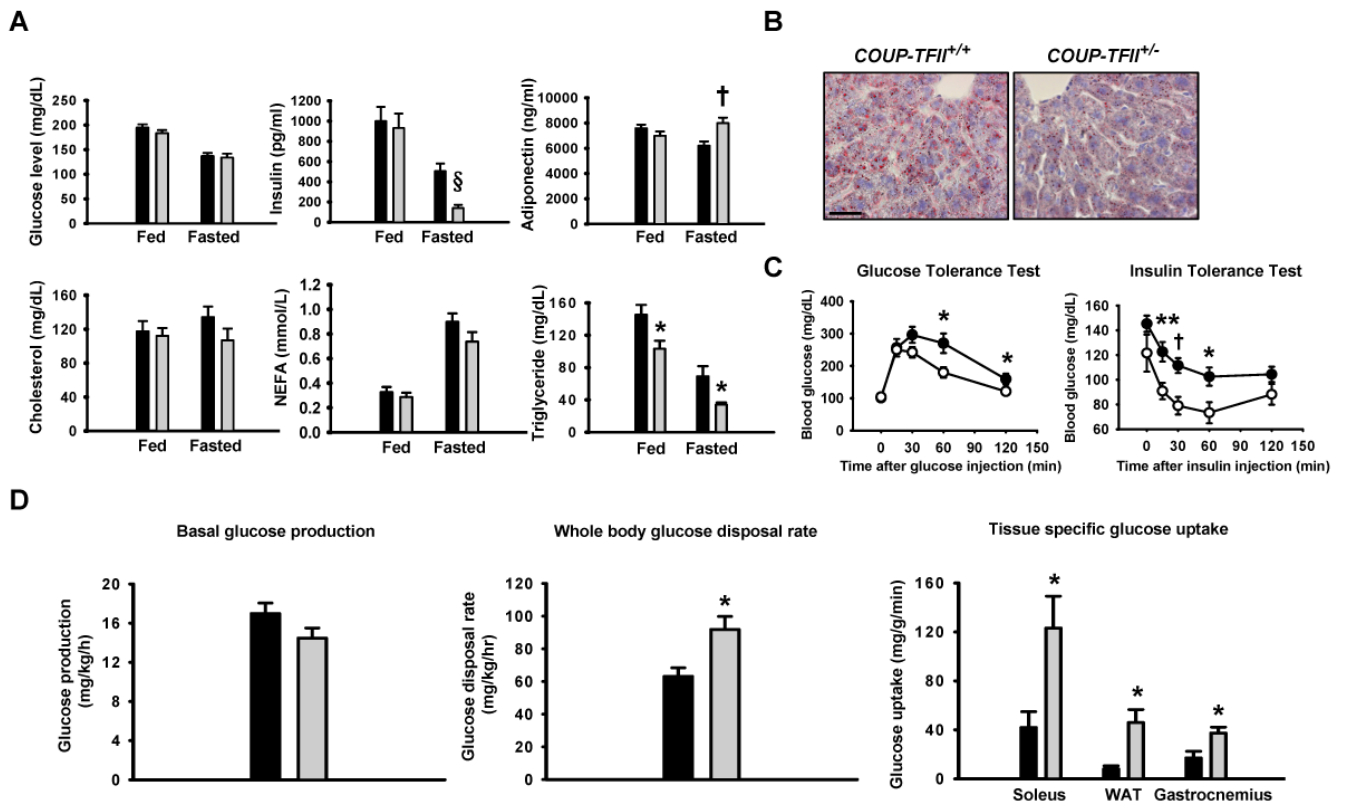 A
Glucose level (mg/dL)
250
200
150
100
50
0
Fed Fasted
Insulin (pg/ml)
1200
1000
800
600
400
200
0
§
Fed Fasted
Adiponectin (ng/ml)
10000
8000
6000
4000
2000
0
†
Fed Fasted
Cholesterol (mg/dL)
160
120
80
40
0
Fed Fasted
NEFA (mmol/L)
1.2
1.0
0.8
0.6
0.4
0.2
0.0
Fed Fasted
Triglyceride (mg/dL)
160
120
80
40
0
*
*
Fed Fasted
B
COUP-TFII+/+
COUP-TFII+/-
C
Glucose Tolerance Test
Blood glucose (mg/dL)
400
300
200
100
0
*
*
0 30 60 90 120 150
Time after glucose injection (min)
Insulin Tolerance Test
Blood glucose (mg/dL)
160
140
120
100
80
60
**
†
*
0 30 60 90 120 150
Time after insulin injection (min)
D
Basal glucose production
Glucose production
(mg/kg/h)
20
16
12
8
4
0
Whole body glucose disposal rate
Glucose disposal rate
(mg/kg/hr)
120
100
80
60
40
20
0
*
Tissue specific glucose uptake
Glucose uptake (mg/g/min)
160
120
80
40
0
*
*
*
Soleus WAT Gastrocnemius